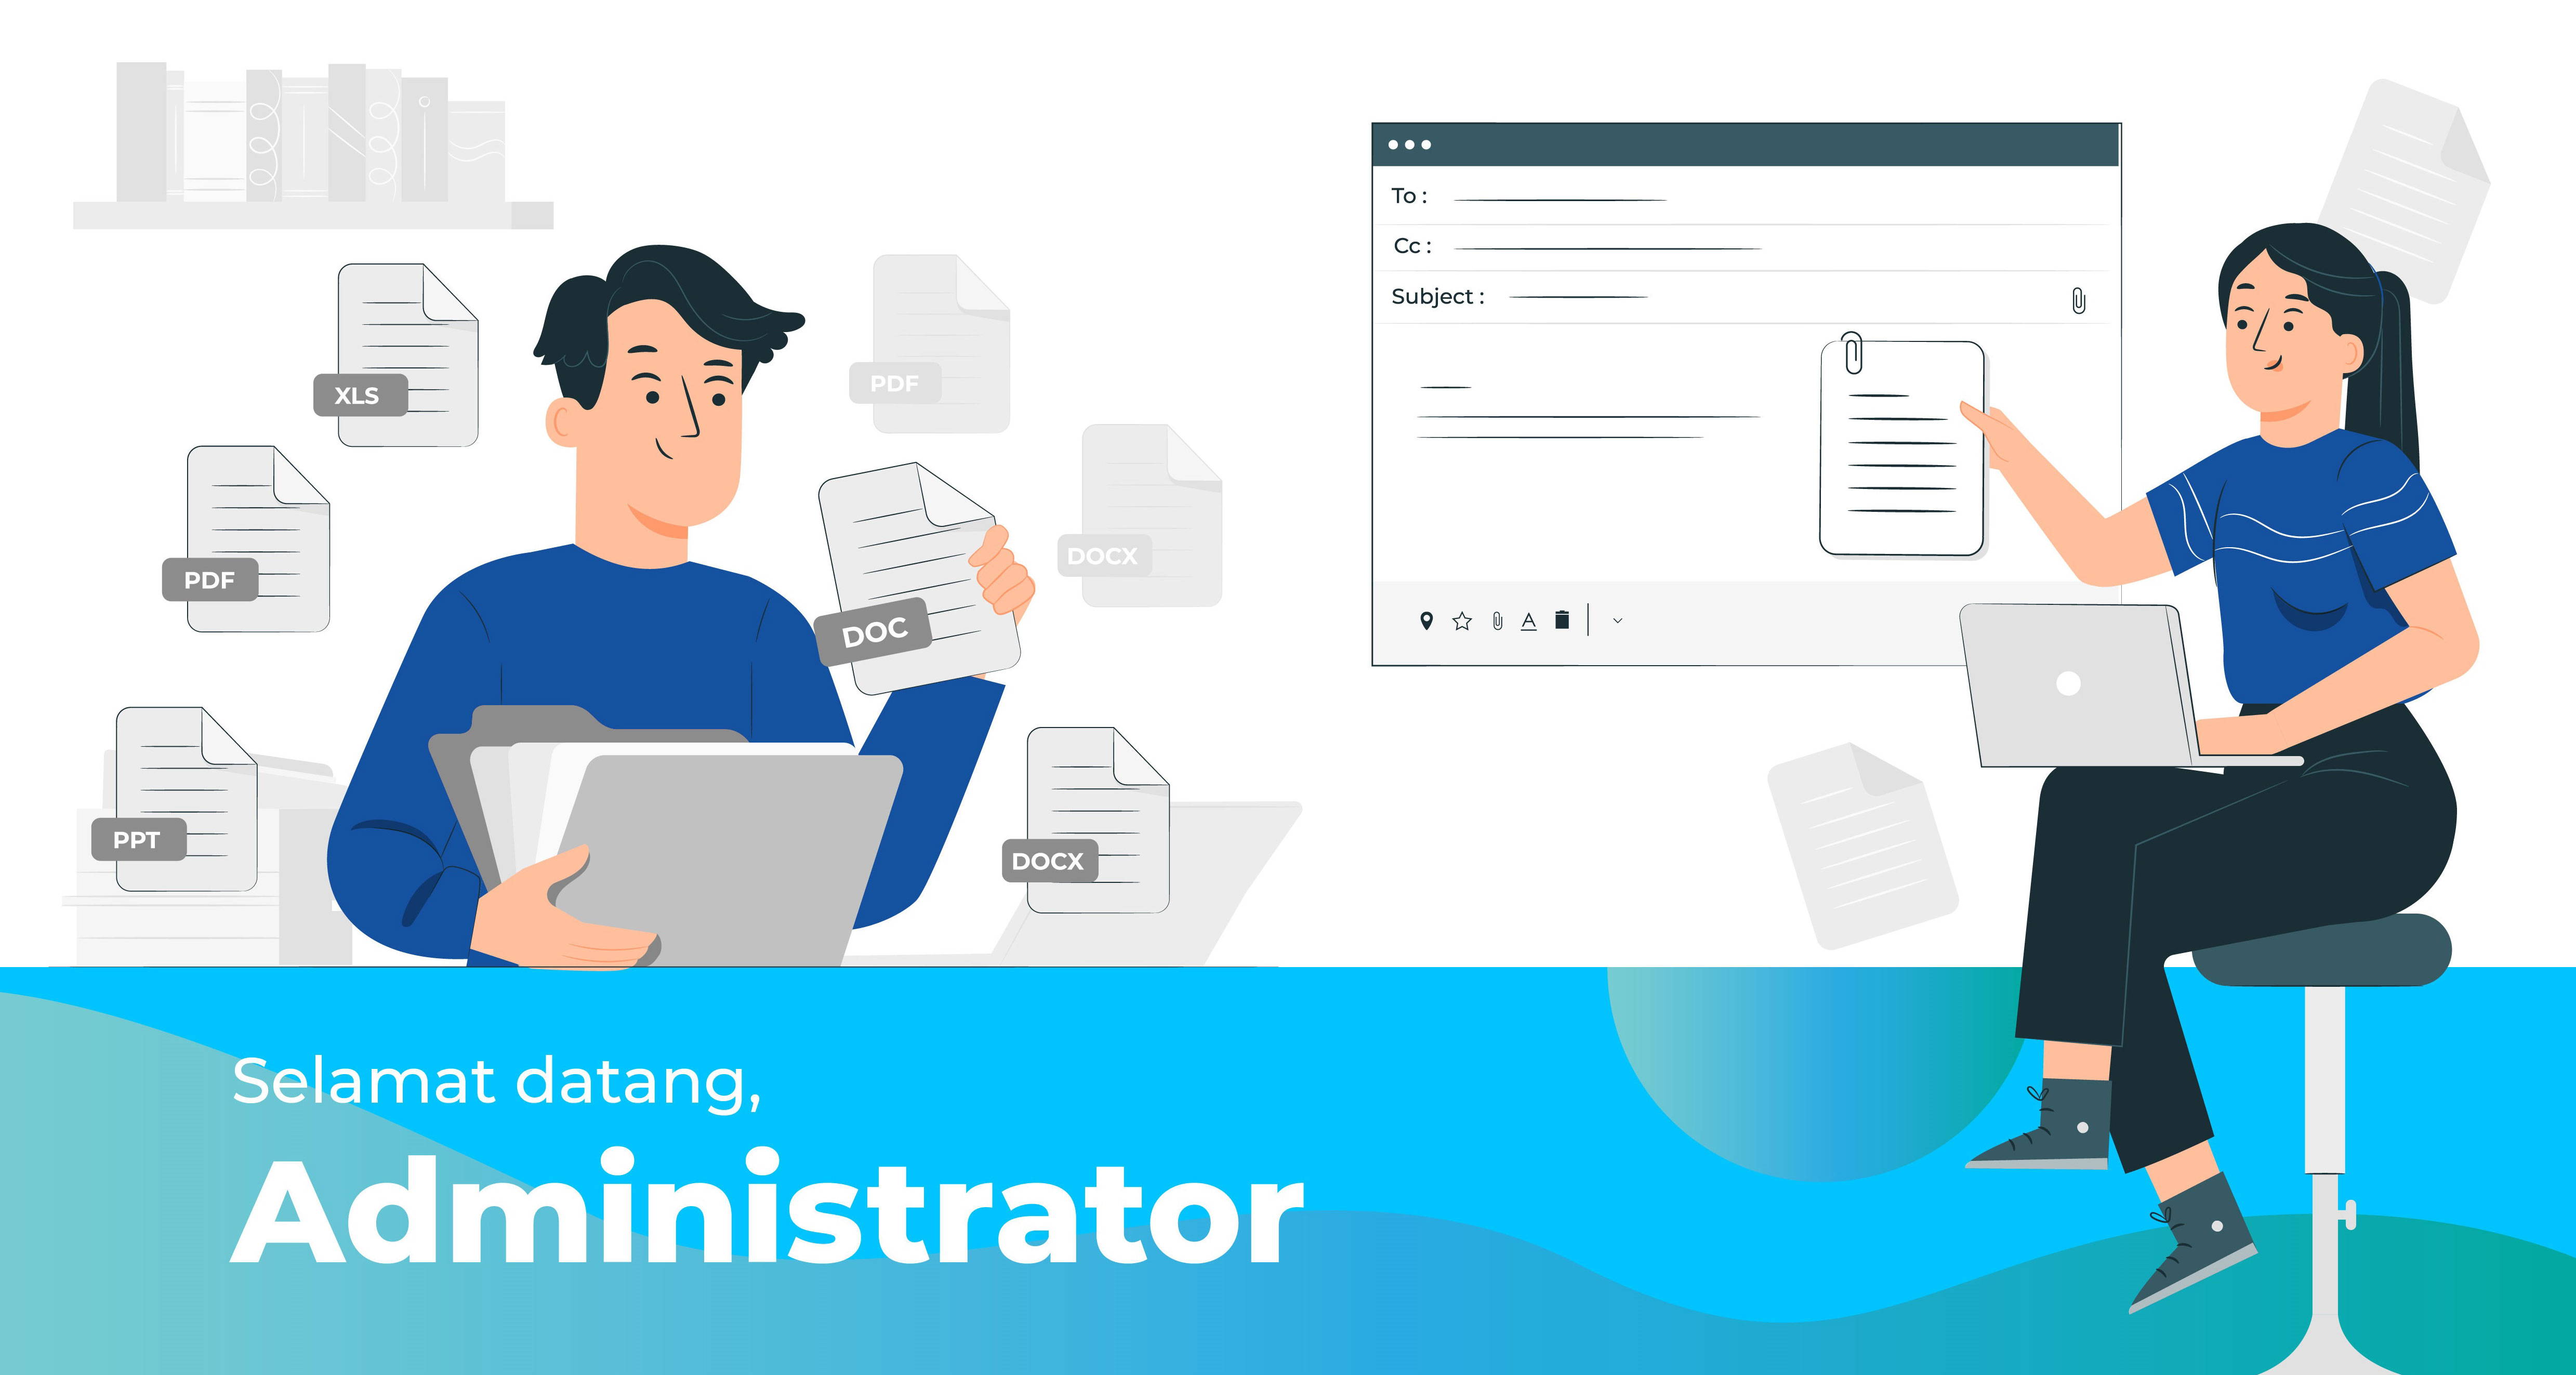 To :
Cc :
Subject :
XLS
PDF
PDF
DOCX
DOC
A
PPT
DOCX
Selamat datang,
Administrator